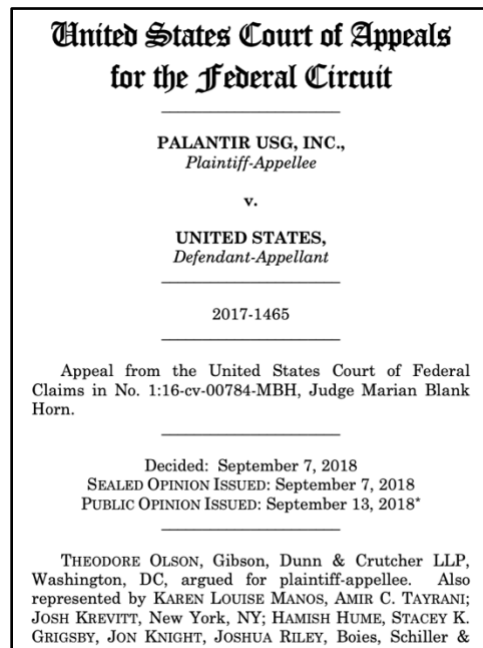 United States Court of Appeals
for the Federal Circuit
PALANTIR USG, INC.,
Plaintiff-Appellee
v.
UNITED STATES,
Defendant-Appellant
2017-1465
Appeal from the United States Court of Federal
Claims in No. 1:16-cv-00784-MBH, Judge Marian Blank
Horn.
Decided: September 7, 2018
SEALED OPINION ISSUED: September 7, 2018
PUBLIC OPINION ISSUED: September 13, 2018*
THEODORE OLSON, Gibson, Dunn & Crutcher LLP,
Washington, DC, argued for plaintiff-appellee. Also
represented by KAREN LOUISE MANOS, AMIR C. TAYRANI;
JOSH KREVITT, New York, NY; HAMISH HUME, STACEY K.
GRIGSBY, JON KNIGHT, JOSHUA RILEY, Boies, Schiller &